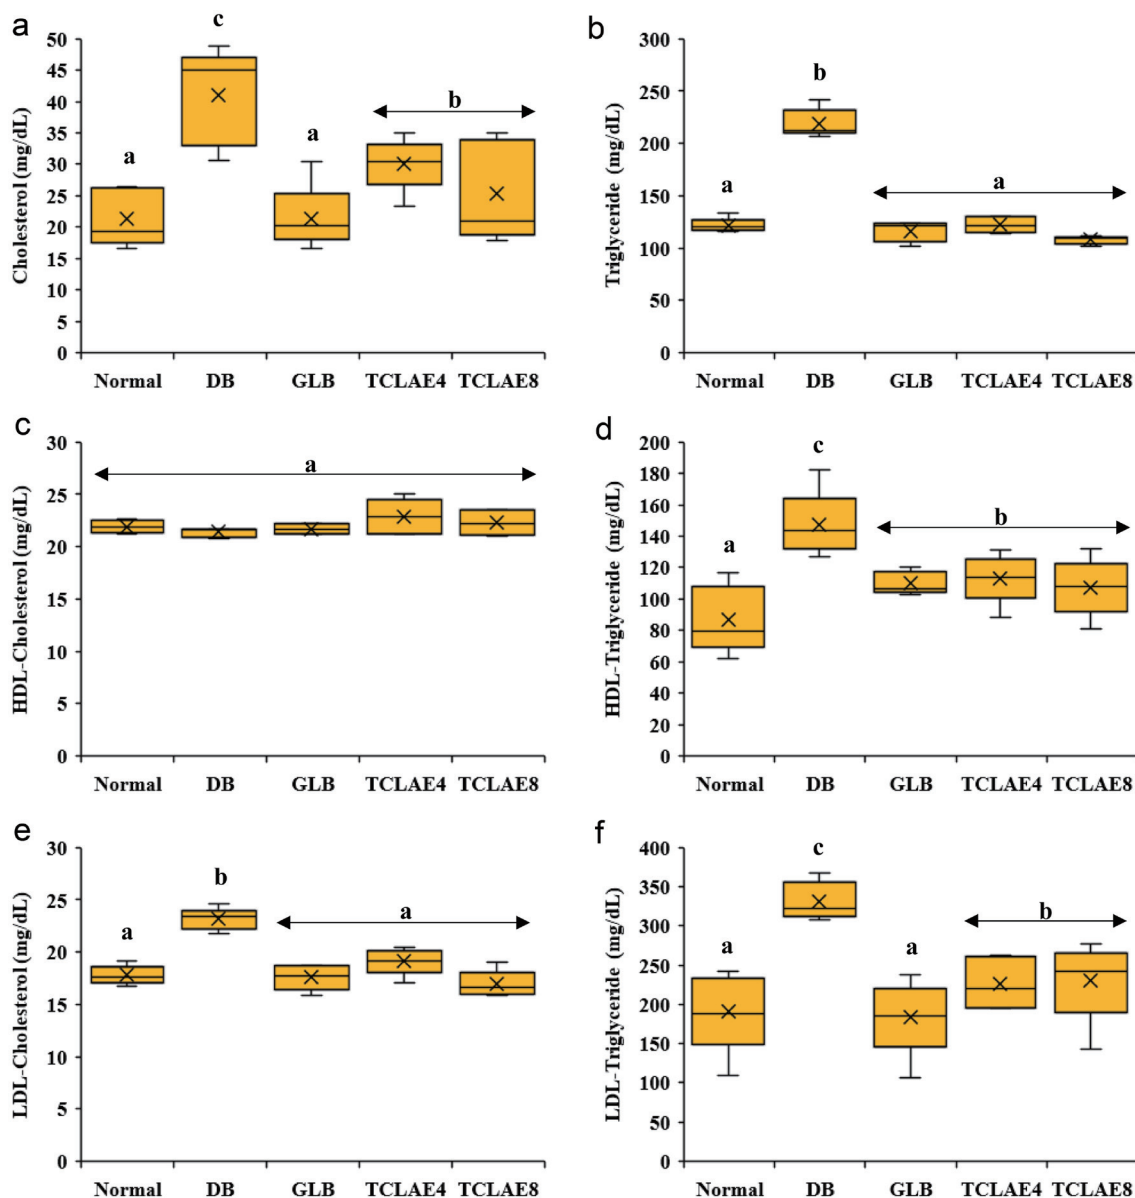 a
Cholesterol (mg/dL)
50
45
40
35
30
25
20
15
10
5
0
a
c
a
b
Normal DB GLB TCLAE4 TCLAE8
b
Triglyceride (mg/dL)
300
250
200
150
100
50
0
a
b
a
Normal DB GLB TCLAE4 TCLAE8
c
HDL-Cholesterol (mg/dL)
30
25
20
15
10
5
0
a
Normal DB GLB TCLAE4 TCLAE8
d
HDL-Triglyceride (mg/dL)
200
180
160
140
120
100
80
60
40
20
0
a
c
b
Normal DB GLB TCLAE4 TCLAE8
e
LDL-Cholesterol (mg/dL)
30
25
20
15
10
5
0
a
b
a
Normal DB GLB TCLAE4 TCLAE8
f
LDL-Triglyceride (mg/dL)
400
350
300
250
200
150
100
50
0
a
c
a
b
Normal DB GLB TCLAE4 TCLAE8